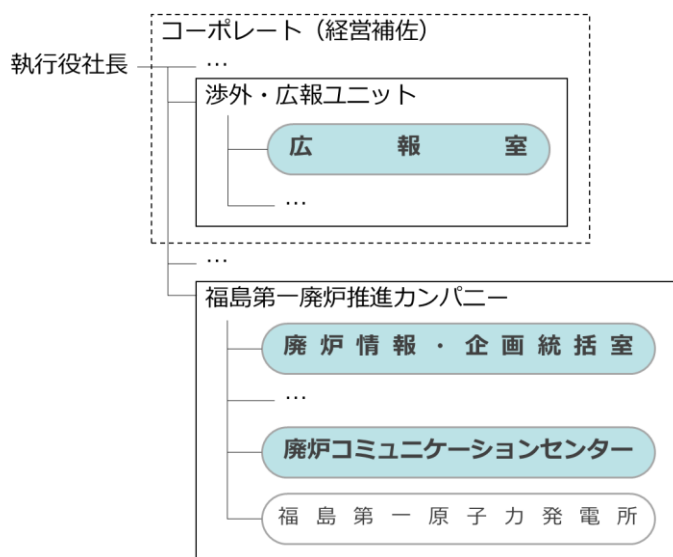 コーポレート（経営補佐）
執行役社長
…
渉外・広報ユニット
広報室
…
…
福島第一廃炉推進カンパニー
廃炉情報・企画統括室
…
廃炉コミュニケーションセンター
福島第一原子力発電所